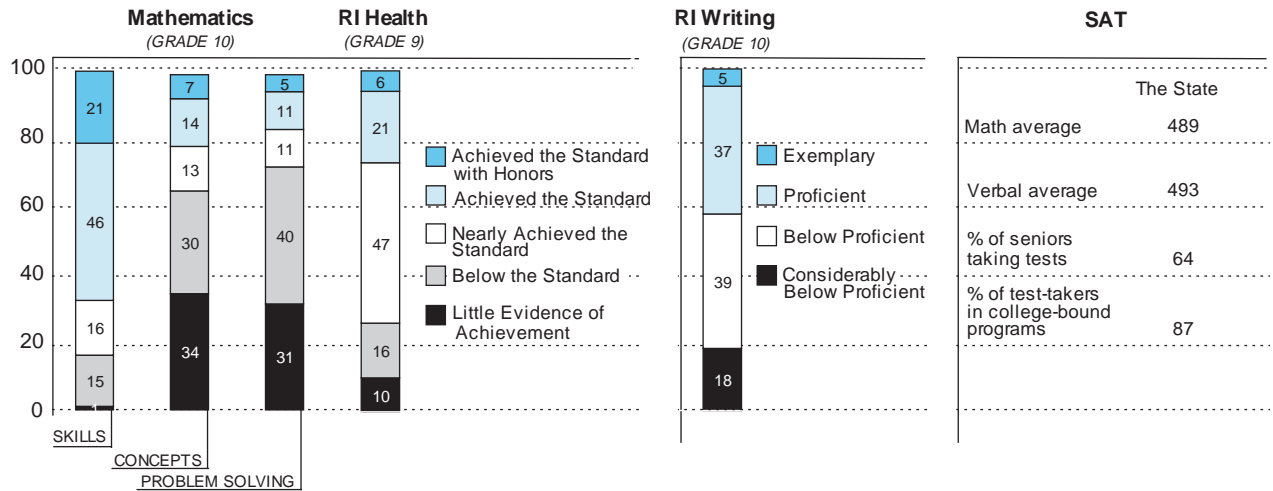 Mathematics
(GRADE 10)
RI Health
(GRADE 9)
RI Writing
(GRADE 10)
SAT
100
80
60
40
20
0
21
46
16
15
1
7
14
13
30
34
5
11
11
40
31
6
21
47
16
10
SKILLS
CONCEPTS
PROBLEM SOLVING
Achieved the Standard
with Honors
Achieved the Standard
Nearly Achieved the
Standard
Below the Standard
Little Evidence of
Achievement
5
37
39
18
Exemplary
Proficient
Below Proficient
Considerably
Below Proficient
The State
Math average 489
Verbal average 493
% of seniors
taking tests 64
% of test-takers
in college-bound
programs 87